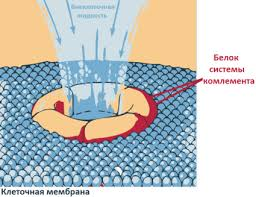 Внеклеточная
жидкость
Белок
системы
комлемента
Клеточная мембрана